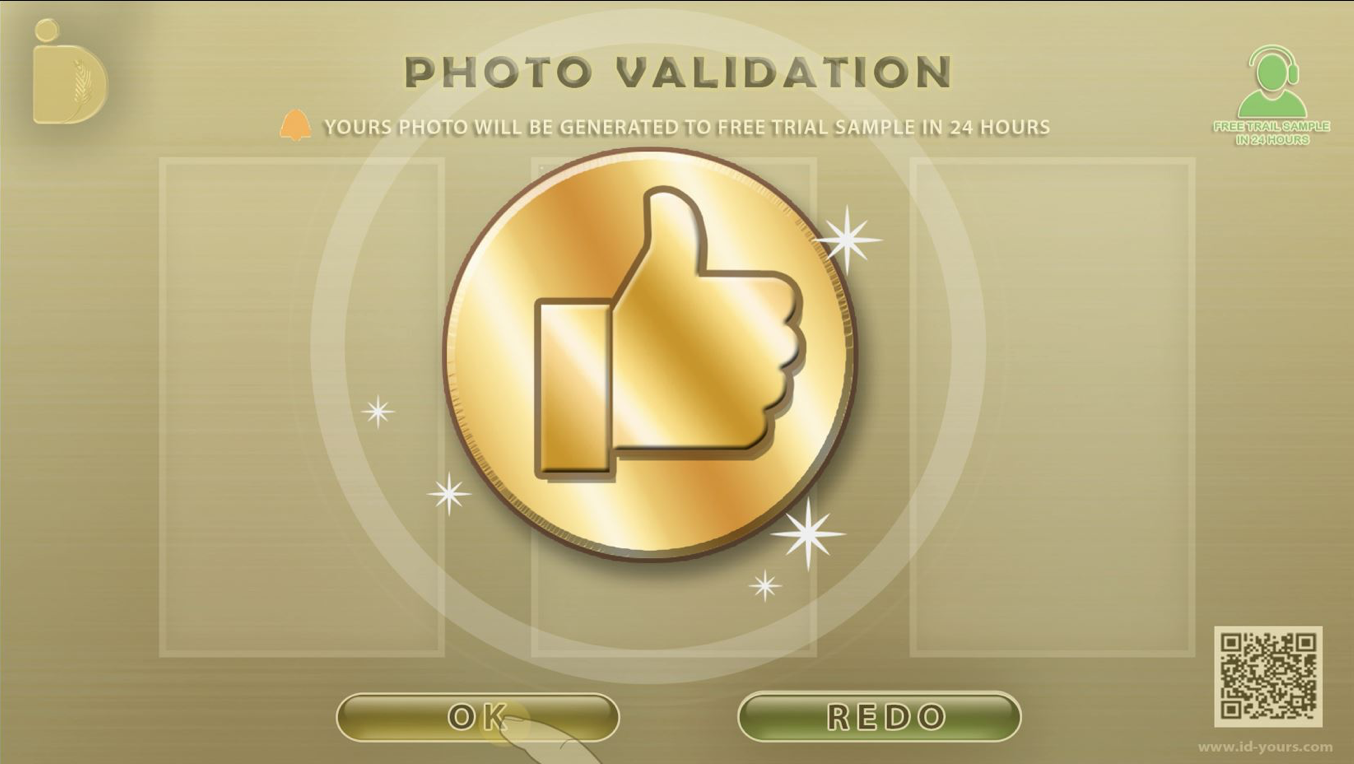 PHOTO VALIDATION
YOURS PHOTO WILL BE GENERATED TO FREE TRIAL SAMPLE IN 24 HOURS
FREE TRAIL SAMPLE
IN 24 HOURS
OK
REDO
www.id-yours.com